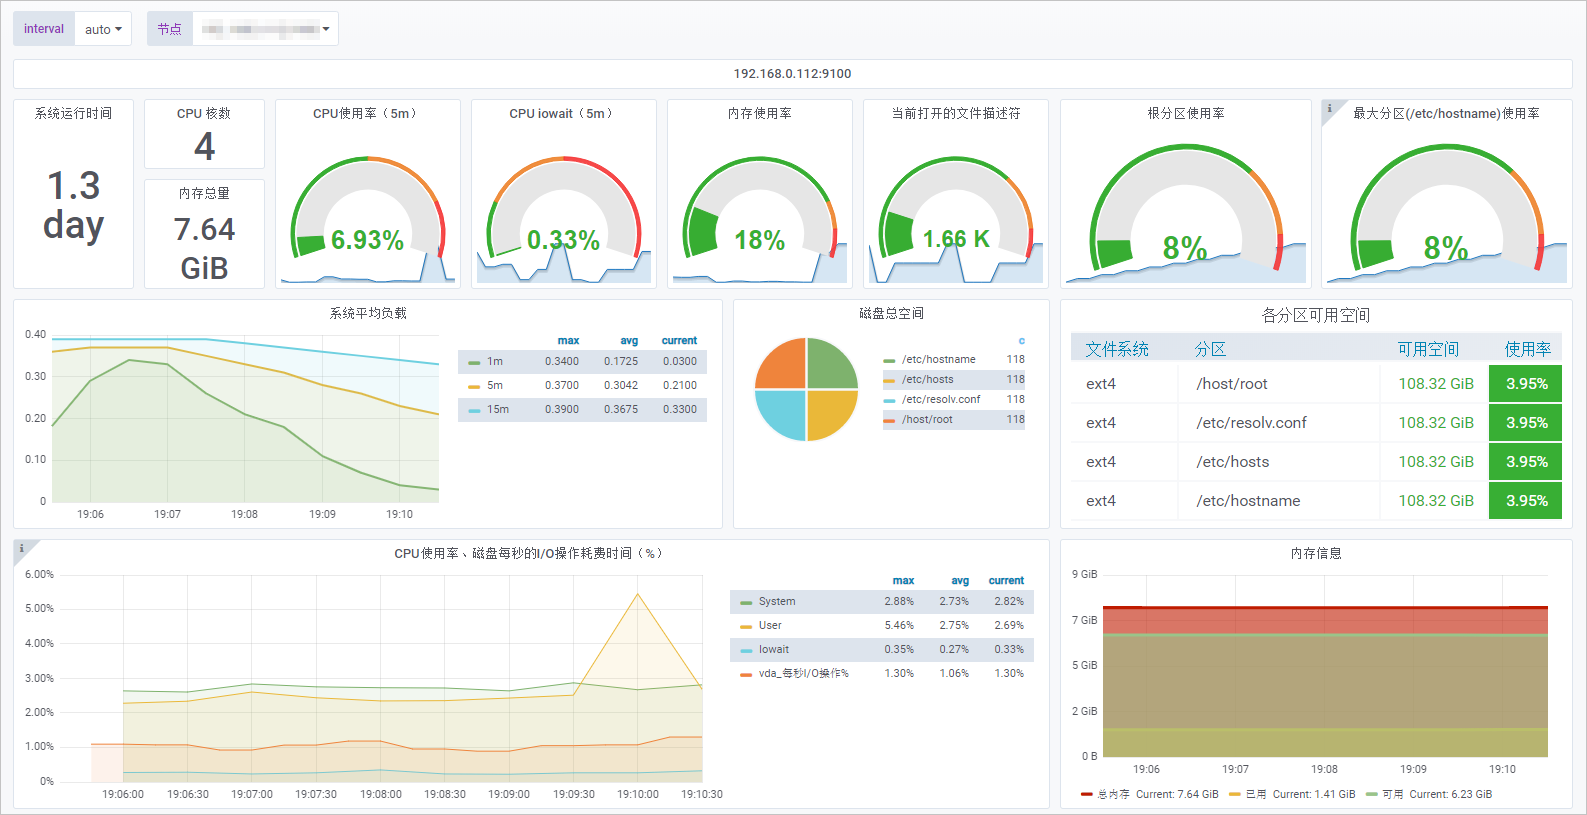 interval auto 节点
192.168.0.112:9100
系统运行时间
1.3
day
CPU 核数
4
内存总量
7.64
GiB
CPU使用率（5m）
6.93%
CPU iowait（5m）
0.33%
内存使用率
18%
当前打开的文件描述符
1.66 K
根分区使用率
8%
i
最大分区(/etc/hostname)使用率
8%
系统平均负载
0.40
0.30
0.20
0.10
0
19:06 19:07 19:08 19:09 19:10
max avg current
1m 0.3400 0.1725 0.0300
5m 0.3700 0.3042 0.2100
15m 0.3900 0.3675 0.3300
磁盘总空间
c
/etc/hostname 118
/etc/hosts 118
/etc/resolv.conf 118
/host/root 118
各分区可用空间
文件系统 分区 可用空间 使用率
ext4 /host/root 108.32 GiB 3.95%
ext4 /etc/resolv.conf 108.32 GiB 3.95%
ext4 /etc/hosts 108.32 GiB 3.95%
ext4 /etc/hostname 108.32 GiB 3.95%
i
CPU使用率、磁盘每秒的I/O操作耗费时间（%）
6.00%
5.00%
4.00%
3.00%
2.00%
1.00%
0%
19:06:00 19:06:30 19:07:00 19:07:30 19:08:00 19:08:30 19:09:00 19:09:30 19:10:00 19:10:30
max avg current
System 2.88% 2.73% 2.82%
User 5.46% 2.75% 2.69%
Iowait 0.35% 0.27% 0.33%
vda_每秒I/O操作% 1.30% 1.06% 1.30%
内存信息
9 GiB
7 GiB
5 GiB
2 GiB
0 B
19:06 19:07 19:08 19:09 19:10
总内存 Current: 7.64 GiB 已用 Current: 1.41 GiB 可用 Current: 6.23 GiB